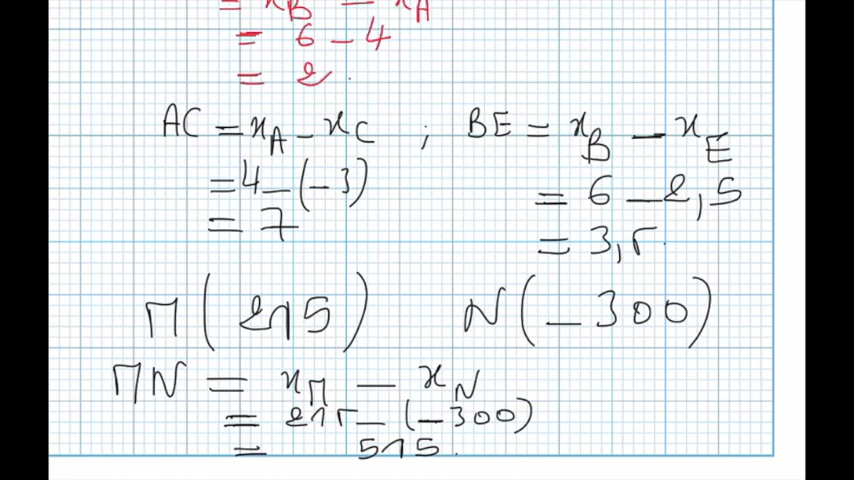 = x_B - x_A
= 6 - 4
= 2.
AC = x_A - x_C ; BE = x_B - x_E
= 4 - (-3) = 6 - 2,5
= 7 = 3,5.
M(215) N(-300)
MN = x_M - x_N
= 215 - (-300)
= 515.